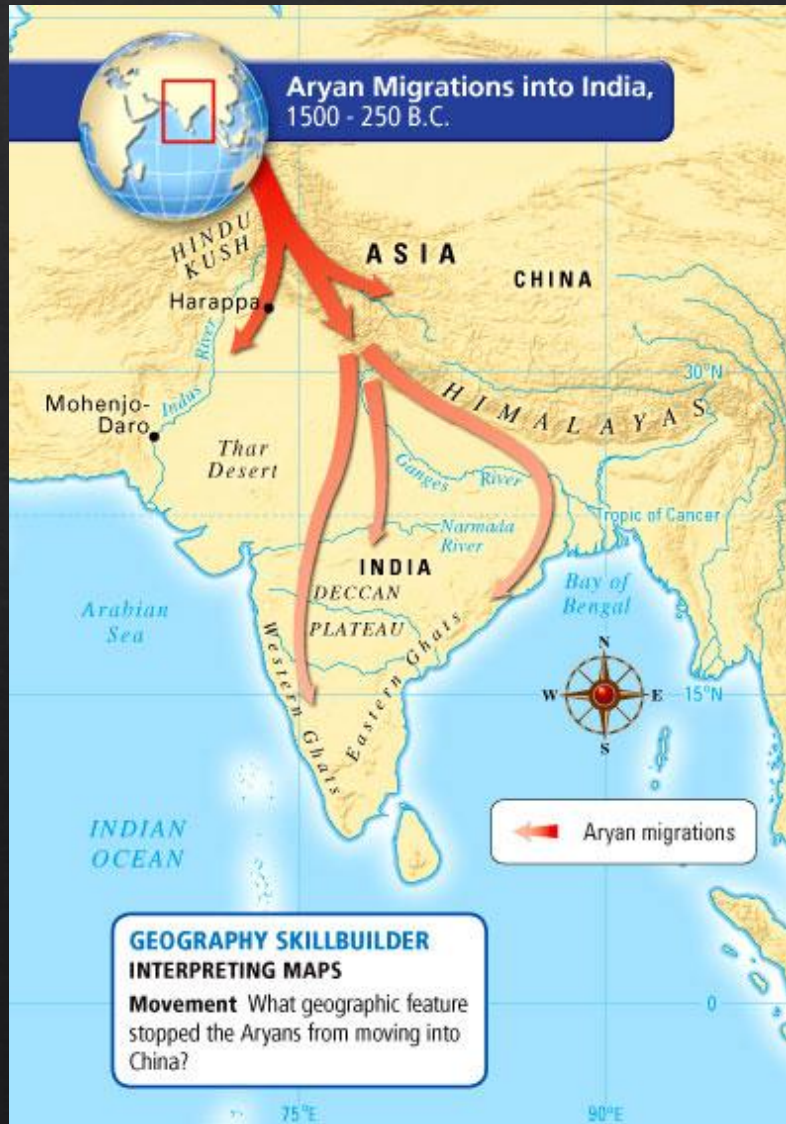 Aryan Migrations into India,
1500 - 250 B.C.
HINDU
KUSH
ASIA
CHINA
Harappa
Indus River
30°N
Mohenjo-
Daro
HIMALAYAS
Thar
Desert
Ganges River
Tropic of Cancer
Narmada
River
INDIA
DECCAN
PLATEAU
Arabian
Sea
Bay of
Bengal
Western Ghats
Eastern Ghats
N
W
E
S
15°N
INDIAN
OCEAN
Aryan migrations
GEOGRAPHY SKILLBUILDER
INTERPRETING MAPS
Movement What geographic feature
stopped the Aryans from moving into
China?
0
75°E
90°E